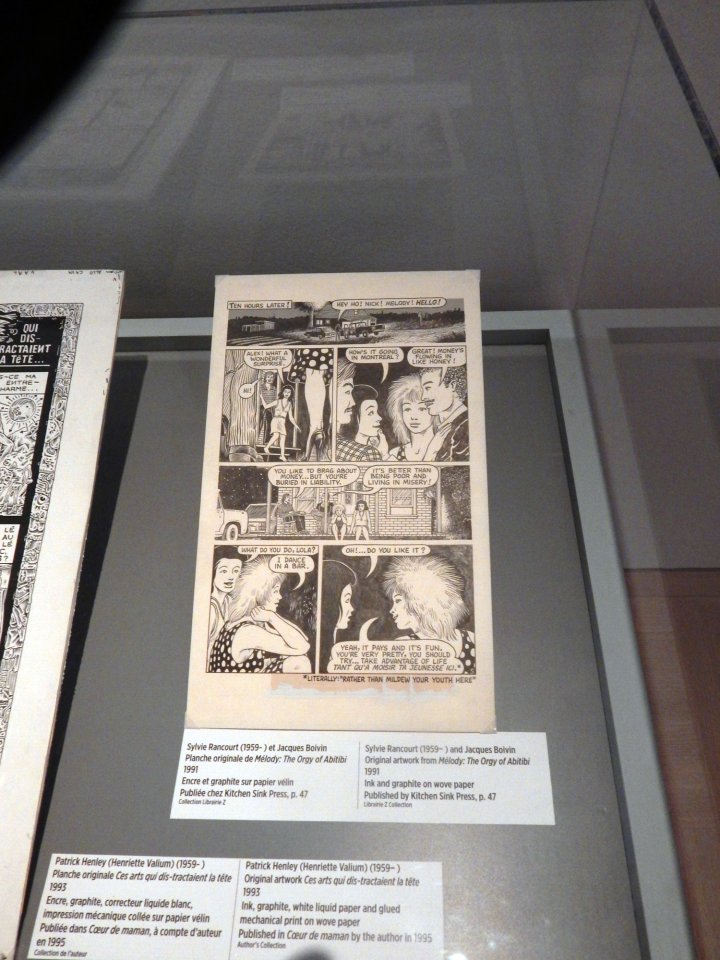 QUI
DIS-
TRACTAIENT
LA TÊTE...
S-CE MA
ENTRE-
HARME...
LÉ
AU
LÉ
TEN HOURS LATER!
HEY HO! NICK! MELODY! HELLO!
ALEX! WHAT A
WONDERFUL
SURPRISE!
HI!
HOW'S IT GOING
IN MONTREAL?
GREAT! MONEY'S
FLOWING IN
LIKE HONEY!
YOU LIKE TO BRAG ABOUT
MONEY...BUT YOU'RE
BURIED IN LIABILITY.
IT'S BETTER THAN
BEING POOR AND
LIVING IN MISERY!
WHAT DO YOU DO, LOLA?
I DANCE
IN A BAR.
OH!...DO YOU LIKE IT?
YEAH, IT PAYS AND IT'S FUN.
YOU'RE VERY PRETTY, YOU SHOULD
TRY... TAKE ADVANTAGE OF LIFE
TANT QU'À MOISIR TA JEUNESSE ICI.*
*LITERALLY: "RATHER THAN MILDEW YOUR YOUTH HERE"
Sylvie Rancourt (1959- ) et Jacques Boivin
Planche originale de Mélody: The Orgy of Abitibi
1991
Encre et graphite sur papier vélin
Publiée chez Kitchen Sink Press, p. 47
Collection Librairie Z
Sylvie Rancourt (1959- ) and Jacques Boivin
Original artwork from Mélody: The Orgy of Abitibi
1991
Ink and graphite on wove paper
Published by Kitchen Sink Press, p. 47
Librairie Z Collection
Patrick Henley (Henriette Valium) (1959- )
Planche originale Ces arts qui dis-tractaient la tête
1993
Encre, graphite, correcteur liquide blanc,
impression mécanique collée sur papier vélin
Publiée dans Cœur de maman, à compte d'auteur
en 1995
Collection de l'auteur
Patrick Henley (Henriette Valium) (1959- )
Original artwork Ces arts qui dis-tractaient la tête
1993
Ink, graphite, white liquid paper and glued
mechanical print on wove paper
Published in Cœur de maman by the author in 1995
Author's Collection